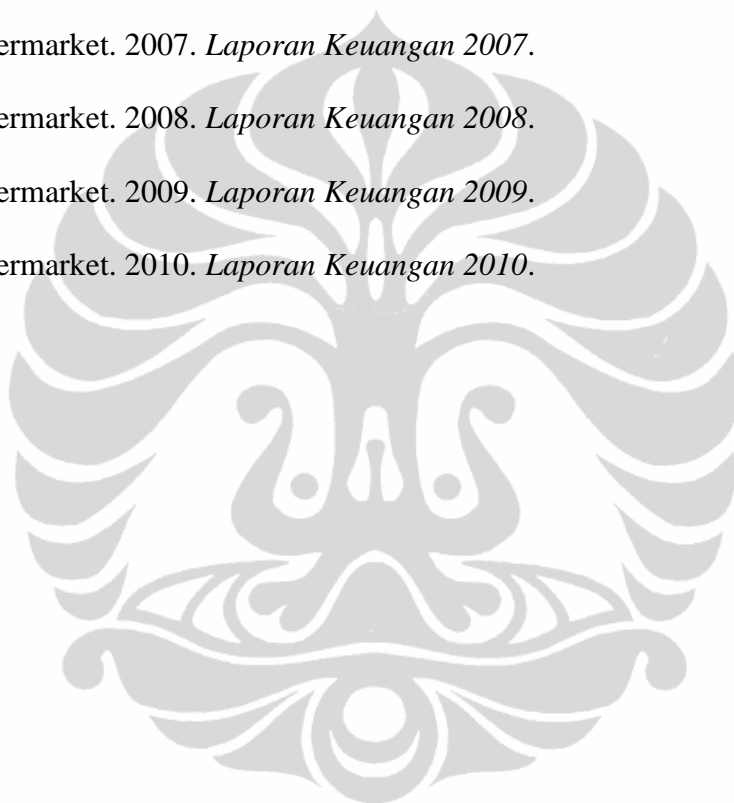 ermarket. 2007. Laporan Keuangan 2007.
ermarket. 2008. Laporan Keuangan 2008.
ermarket. 2009. Laporan Keuangan 2009.
ermarket. 2010. Laporan Keuangan 2010.